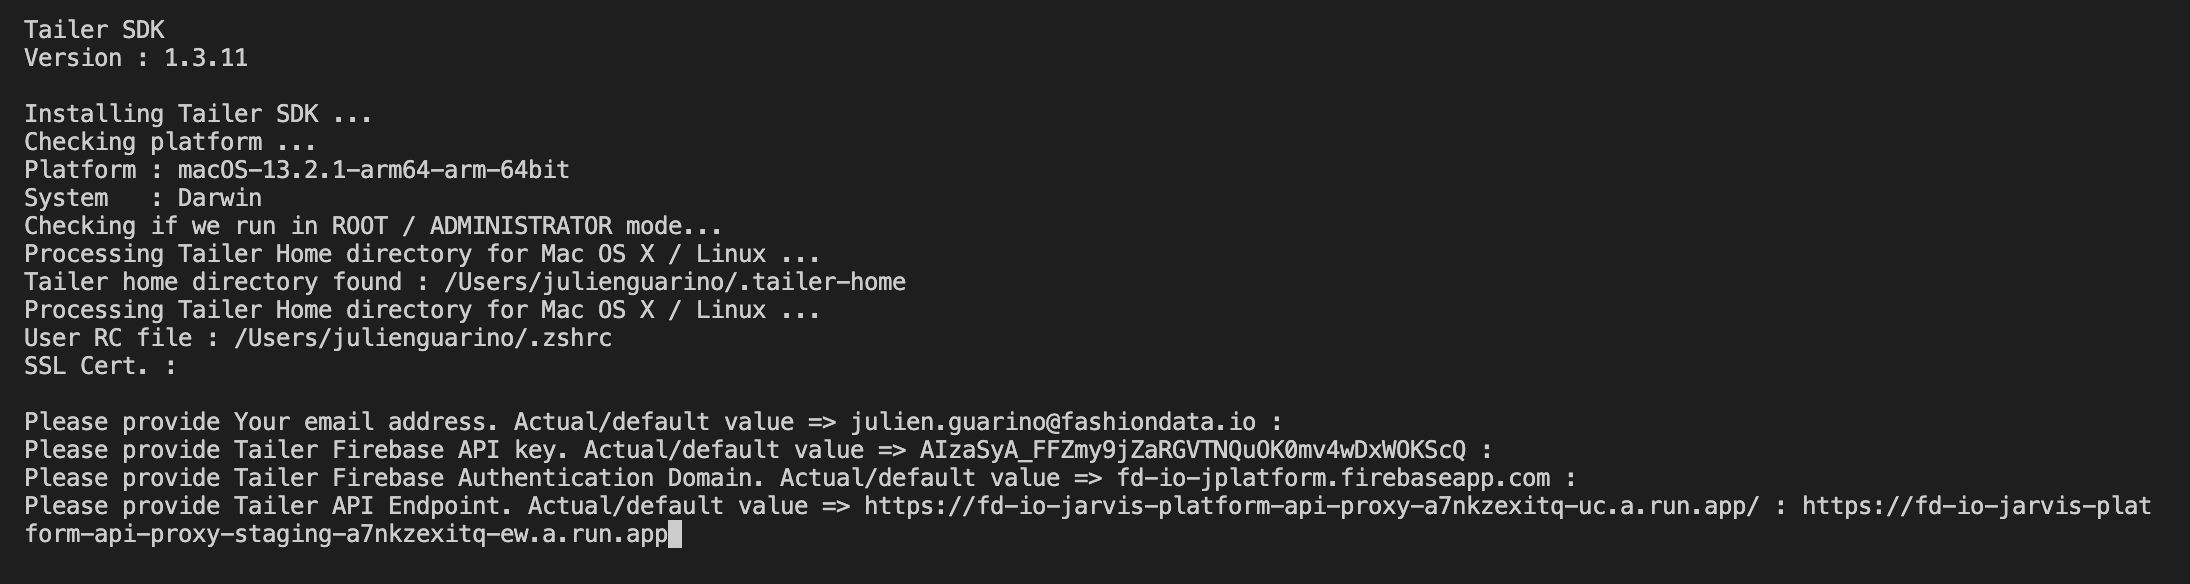 Tailer SDK
Version : 1.3.11
Installing Tailer SDK ...
Checking platform ...
Platform : macOS-13.2.1-arm64-arm-64bit
System   : Darwin
Checking if we run in ROOT / ADMINISTRATOR mode...
Processing Tailer Home directory for Mac OS X / Linux ...
Tailer home directory found : /Users/julienguarino/.tailer-home
Processing Tailer Home directory for Mac OS X / Linux ...
User RC file : /Users/julienguarino/.zshrc
SSL Cert. :
Please provide Your email address. Actual/default value => julien.guarino@fashiondata.io :
Please provide Tailer Firebase API key. Actual/default value => AIzaSyA_FFZmy9jZaRGVTNQuOK0mv4wDxWOKScQ :
Please provide Tailer Firebase Authentication Domain. Actual/default value => fd-io-jplatform.firebaseapp.com :
Please provide Tailer API Endpoint. Actual/default value => https://fd-io-jarvis-platform-api-proxy-a7nkzexitq-uc.a.run.app/ : https://fd-io-jarvis-plat
form-api-proxy-staging-a7nkzexitq-ew.a.run.app